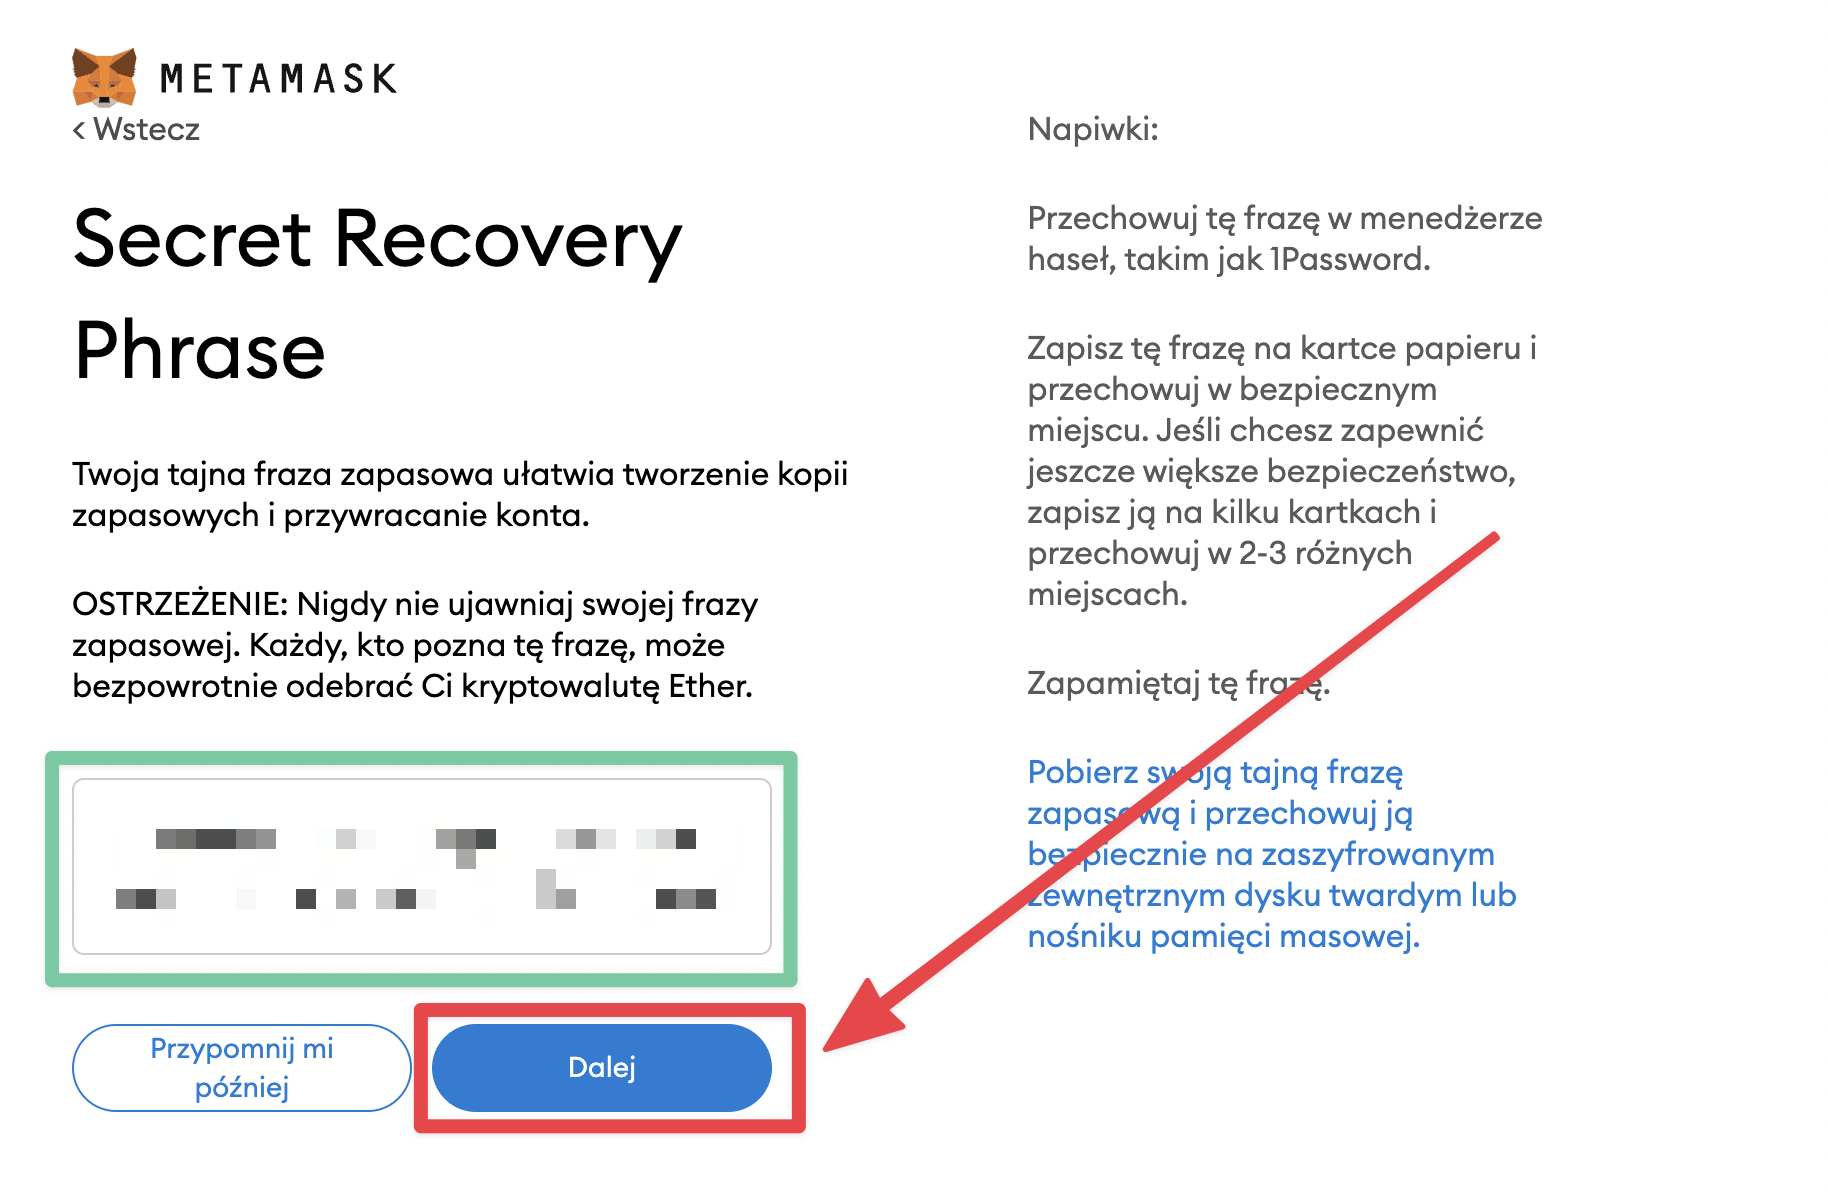 METAMASK
< Wstecz
Secret Recovery
Phrase
Twoja tajna fraza zapasowa ułatwia tworzenie kopii
zapasowych i przywracanie konta.
OSTRZEŻENIE: Nigdy nie ujawniaj swojej frazy
zapasowej. Każdy, kto pozna tę frazę, może
bezpowrotnie odebrać Ci kryptowalutę Ether.
Przypomnij mi
później
Dalej
Napiwki:
Przechowuj tę frazę w menedżerze
haseł, takim jak 1Password.
Zapisz tę frazę na kartce papieru i
przechowuj w bezpiecznym
miejscu. Jeśli chcesz zapewnić
jeszcze większe bezpieczeństwo,
zapisz ją na kilku kartkach i
przechowuj w 2-3 różnych
miejscach.
Zapamiętaj tę frazę.
Pobierz swoją tajną frazę
zapasową i przechowuj ją
bezpiecznie na zaszyfrowanym
zewnętrznym dysku twardym lub
nośniku pamięci masowej.